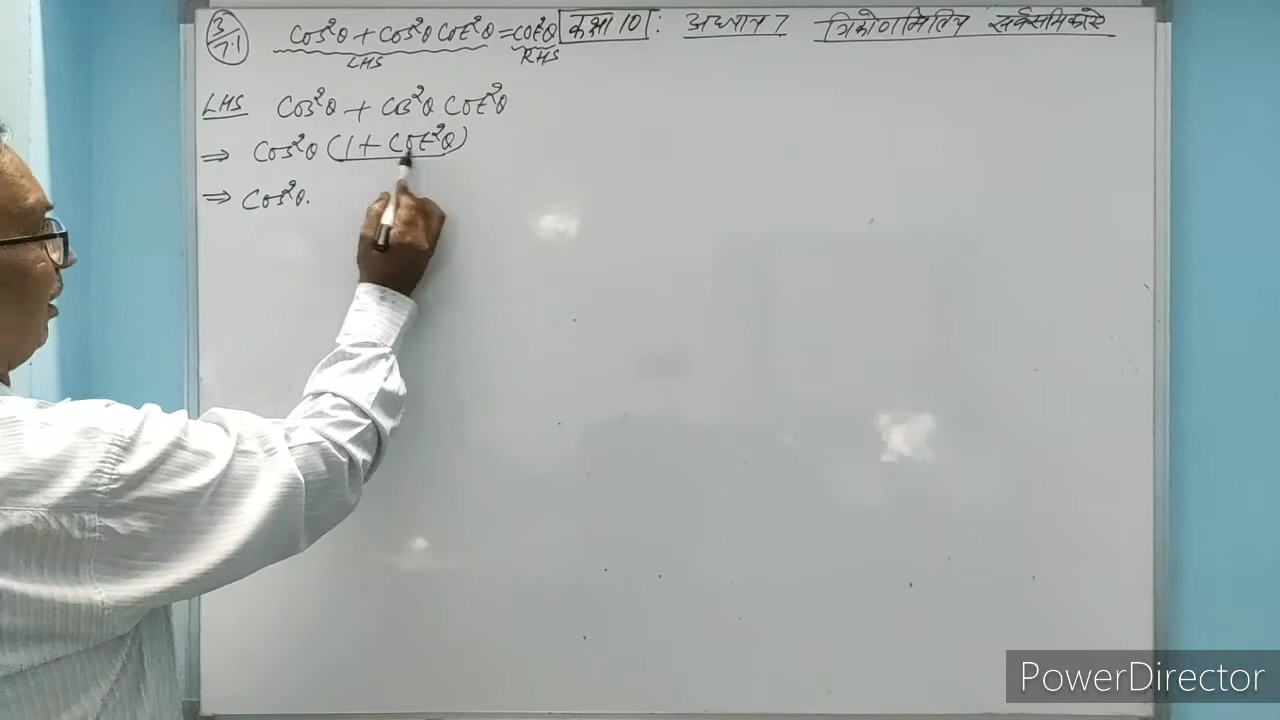 3/7.1 Cos²θ + Cos²θ Cot²θ = Cot²θ कक्षा 10 : अध्याय 7 त्रिकोणमितिय सर्वसमिकाऐ
LHS RHS
LHS Cos²θ + Cos²θ Cot²θ
⇒ Cos²θ (1 + Cot²θ)
⇒ Cos²θ.
PowerDirector